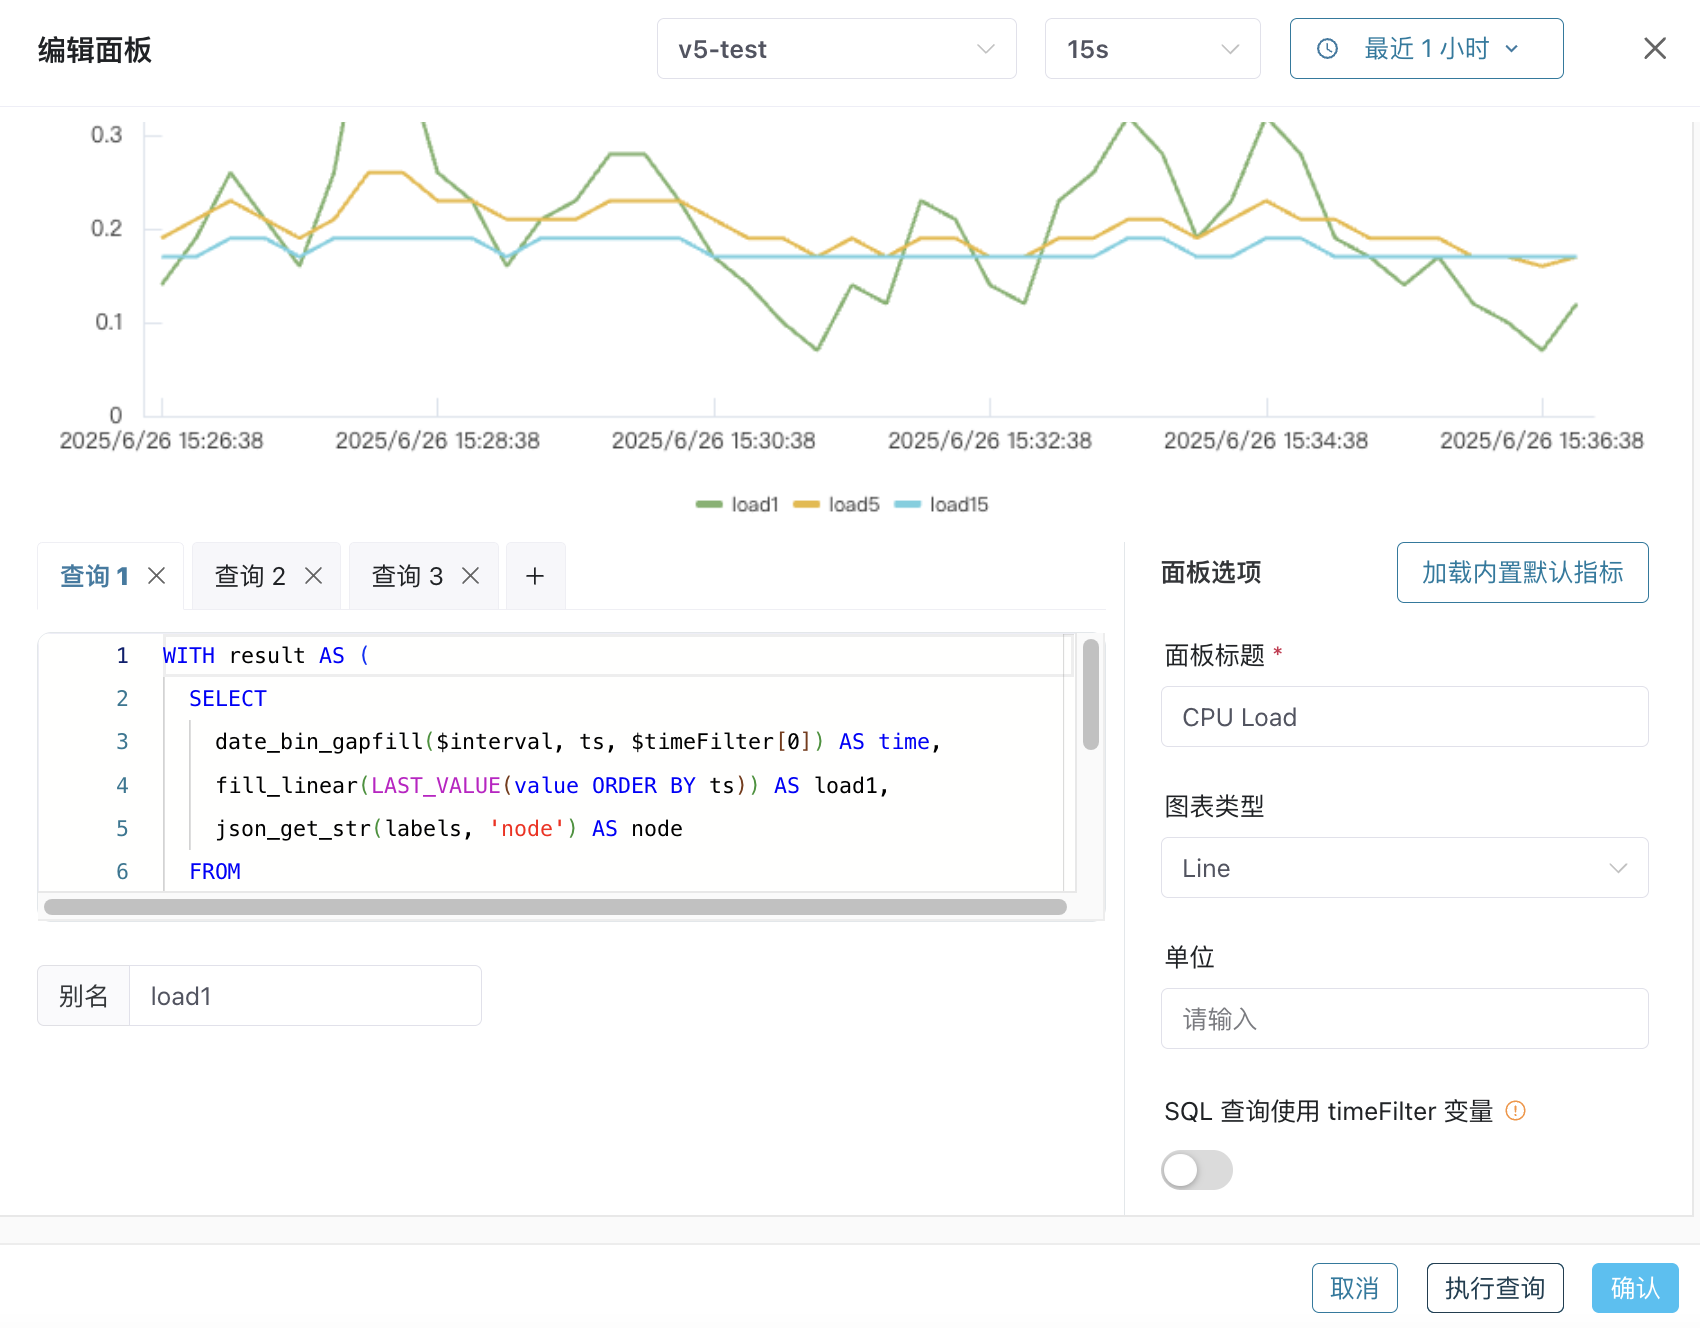 编辑面板
v5-test
15s
最近 1 小时
0.3
0.2
0.1
0
2025/6/26 15:26:38
2025/6/26 15:28:38
2025/6/26 15:30:38
2025/6/26 15:32:38
2025/6/26 15:34:38
2025/6/26 15:36:38
load1
load5
load15
查询 1
查询 2
查询 3
1 WITH result AS (
2 SELECT
3 date_bin_gapfill($interval, ts, $timeFilter[0]) AS time,
4 fill_linear(LAST_VALUE(value ORDER BY ts)) AS load1,
5 json_get_str(labels, 'node') AS node
6 FROM
别名
load1
面板选项
加载内置默认指标
面板标题 *
CPU Load
图表类型
Line
单位
请输入
SQL 查询使用 timeFilter 变量
取消
执行查询
确认